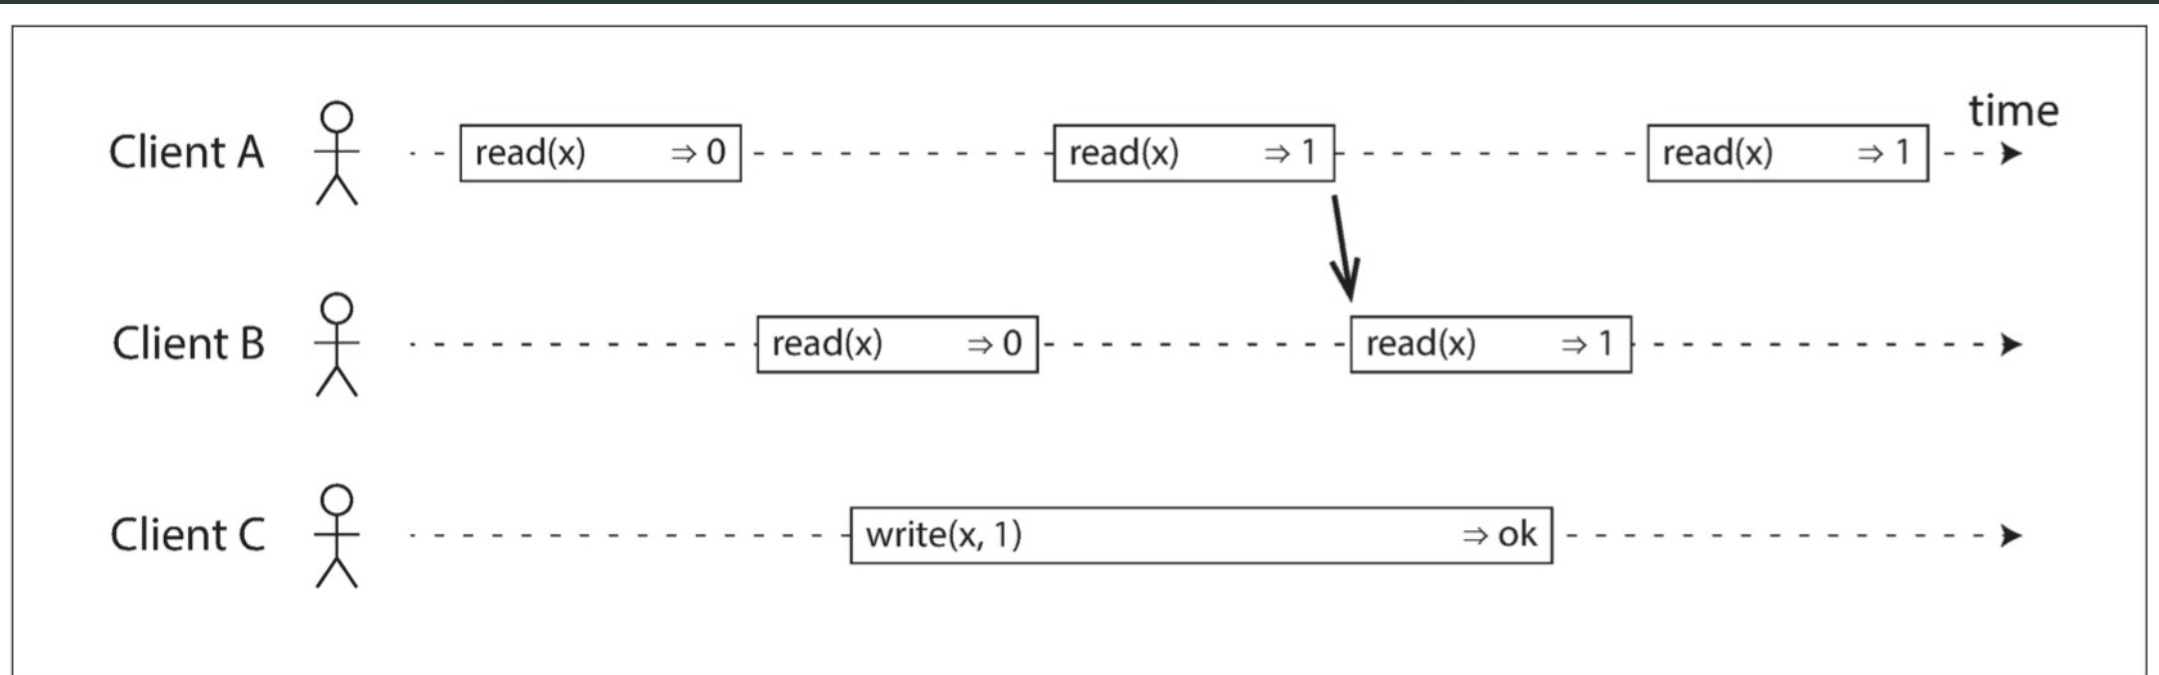 time
Client A read(x) ⇒ 0 read(x) ⇒ 1 read(x) ⇒ 1
Client B read(x) ⇒ 0 read(x) ⇒ 1
Client C write(x, 1) ⇒ ok